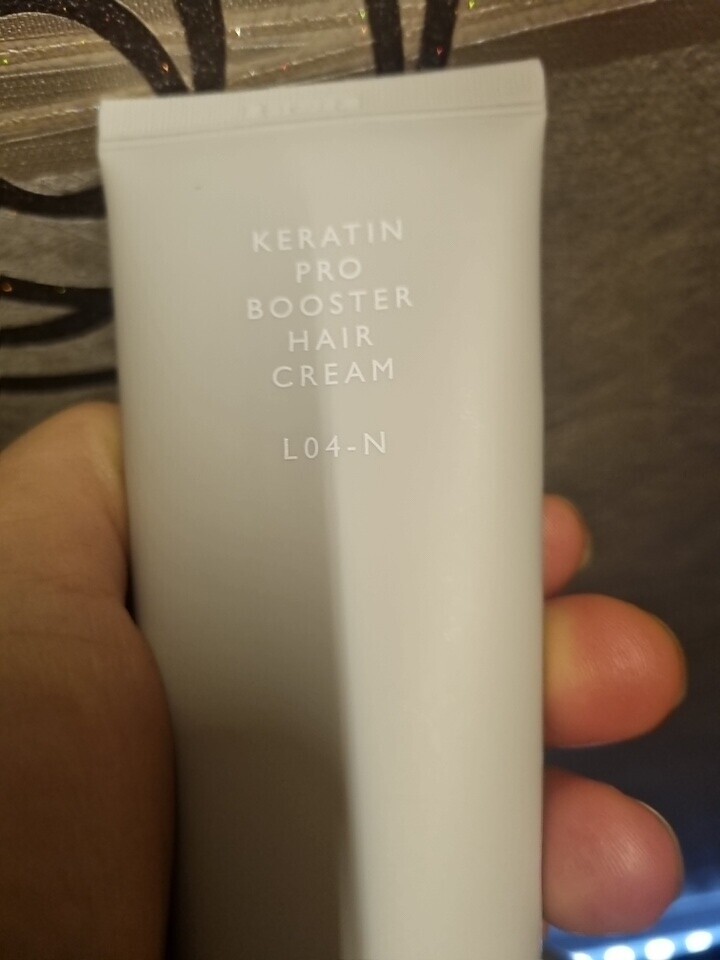 KERATIN
PRO
BOOSTER
HAIR
CREAM
L04-N